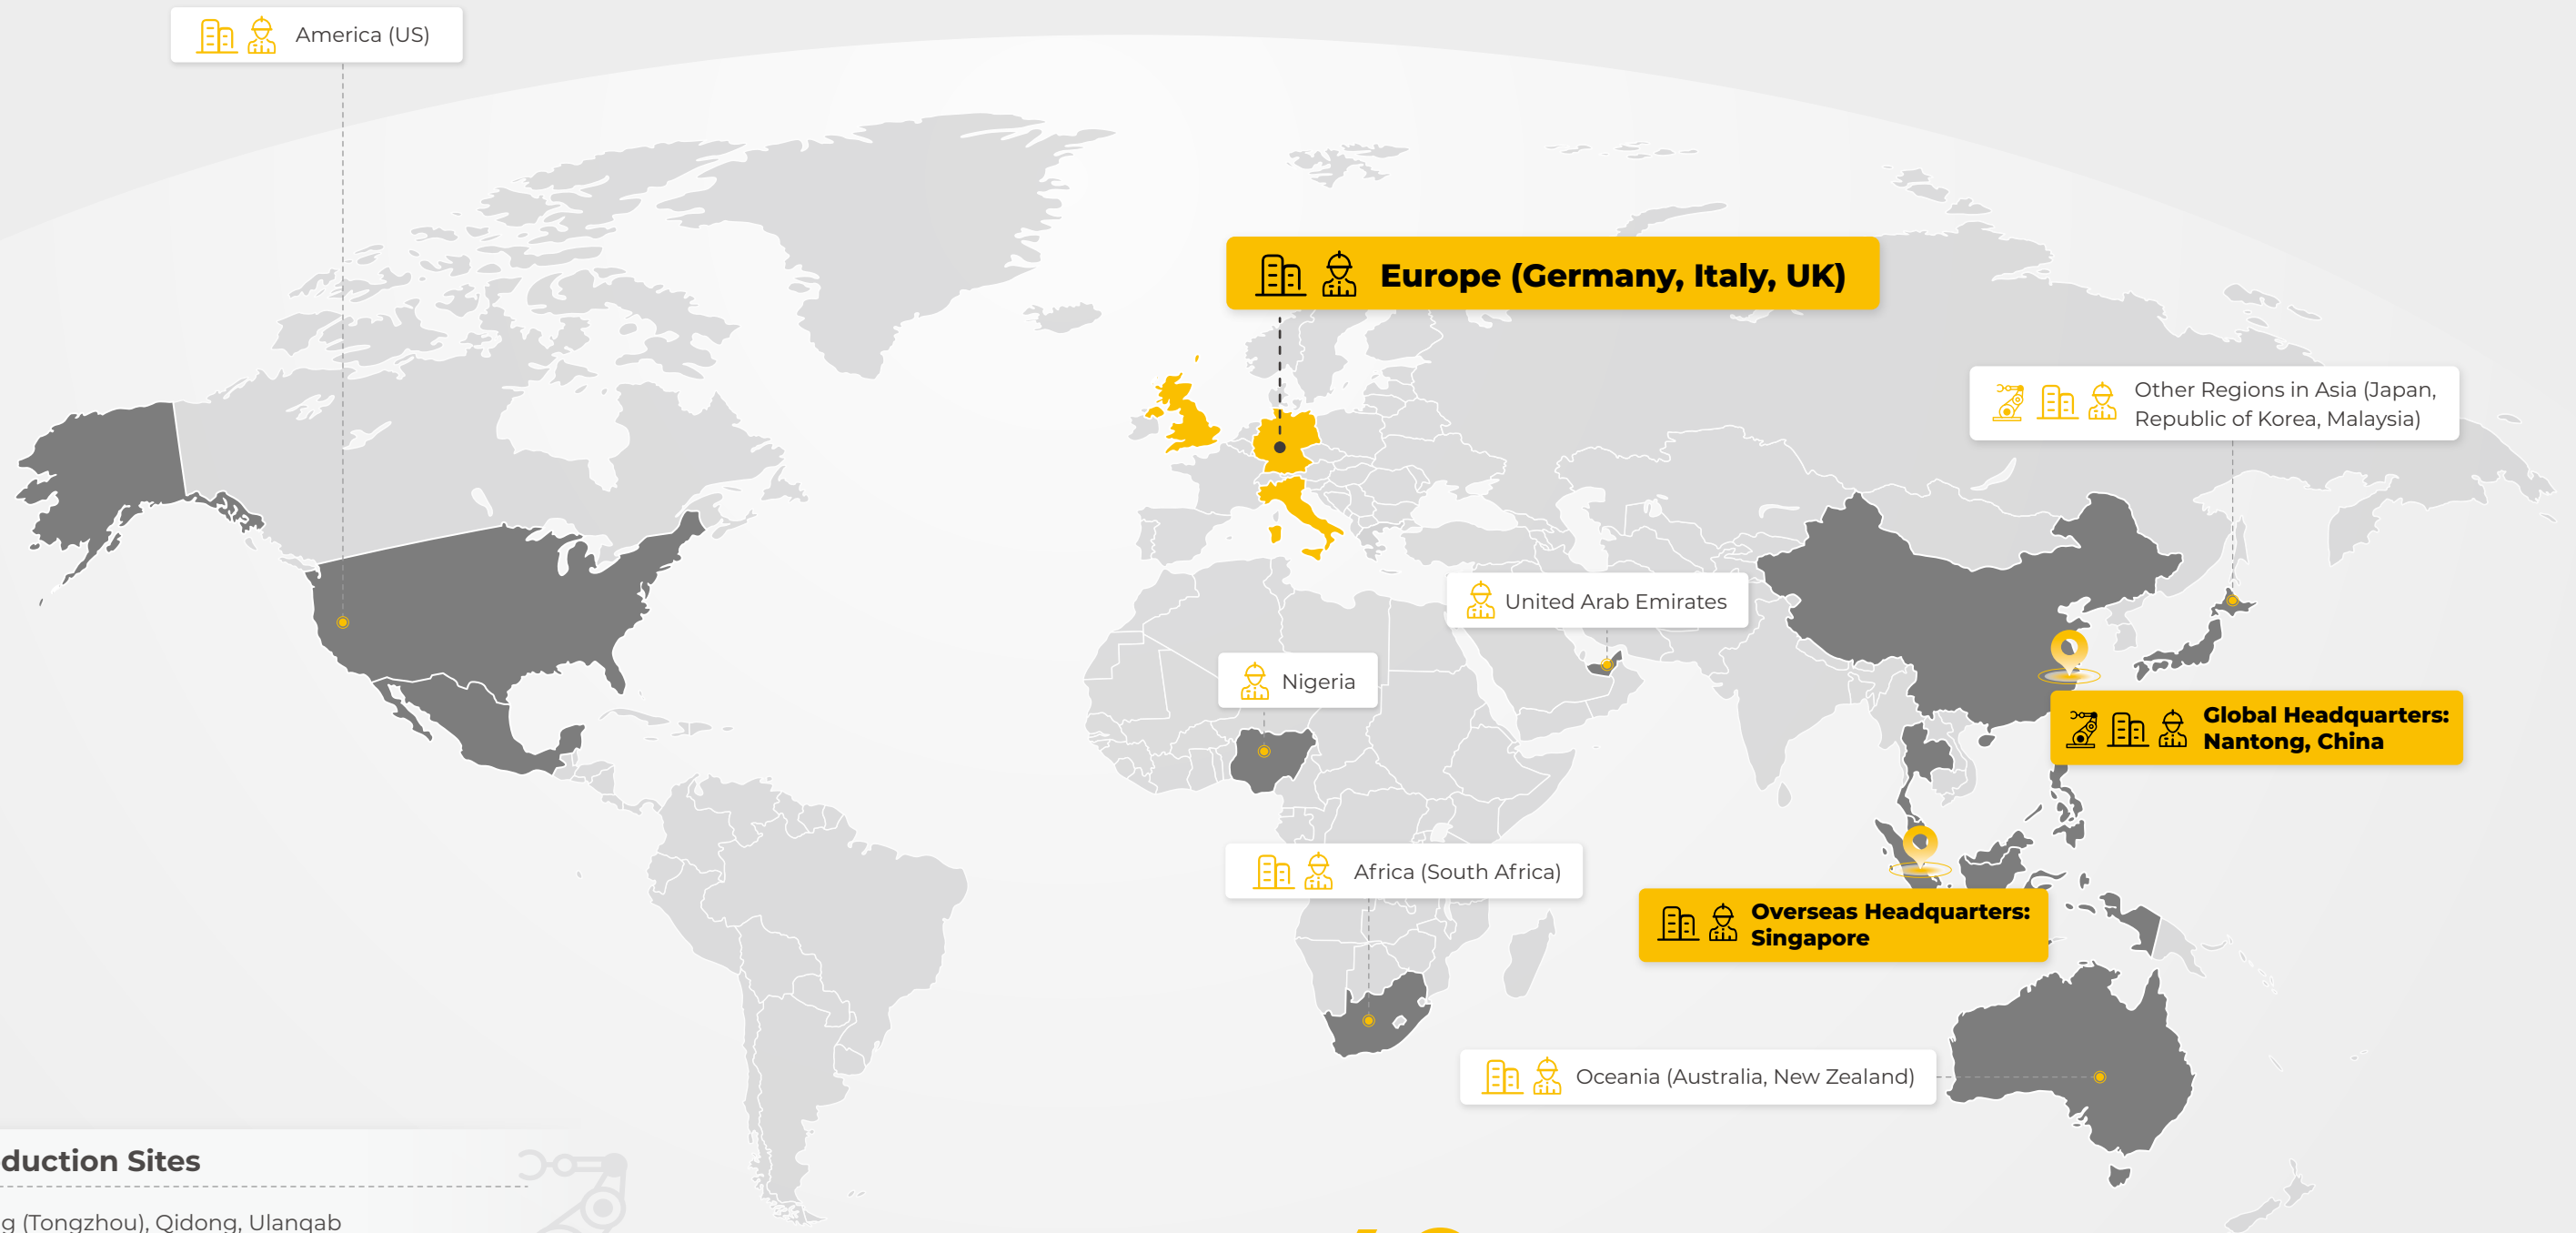 America (US)
Europe (Germany, Italy, UK)
Other Regions in Asia (Japan,
Republic of Korea, Malaysia)
United Arab Emirates
Nigeria
Global Headquarters:
Nantong, China
Africa (South Africa)
Overseas Headquarters:
Singapore
Oceania (Australia, New Zealand)
duction Sites
g (Tongzhou), Qidong, Ulanqab